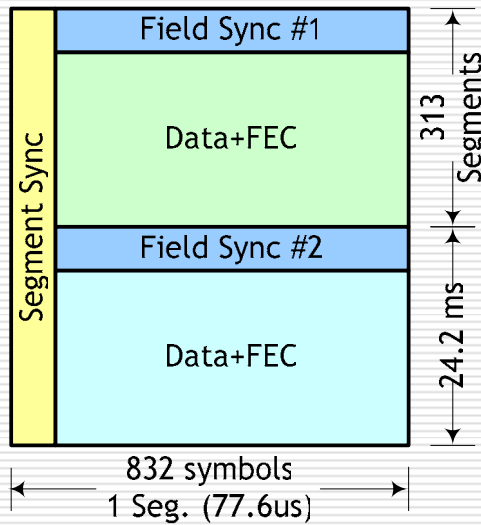 Field Sync #1
Segment Sync
Data+FEC
313
Segments
Field Sync #2
Data+FEC
24.2 ms
832 symbols
1 Seg. (77.6us)